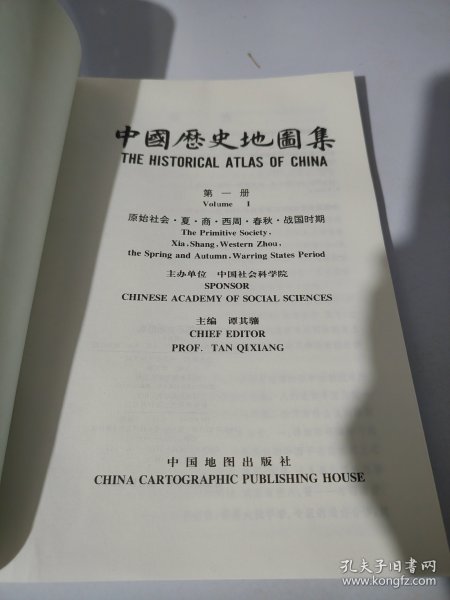 中國歷史地圖集
THE HISTORICAL ATLAS OF CHINA
第一册
Volume I
原始社会·夏·商·西周·春秋·战国时期
The Primitive Society,
Xia, Shang, Western Zhou,
the Spring and Autumn, Warring States Period
主办单位 中国社会科学院
SPONSOR
CHINESE ACADEMY OF SOCIAL SCIENCES
主编 谭其骧
CHIEF EDITOR
PROF. TAN QIXIANG
中国地图出版社
CHINA CARTOGRAPHIC PUBLISHING HOUSE
孔夫子旧书网
www.kongfz.com